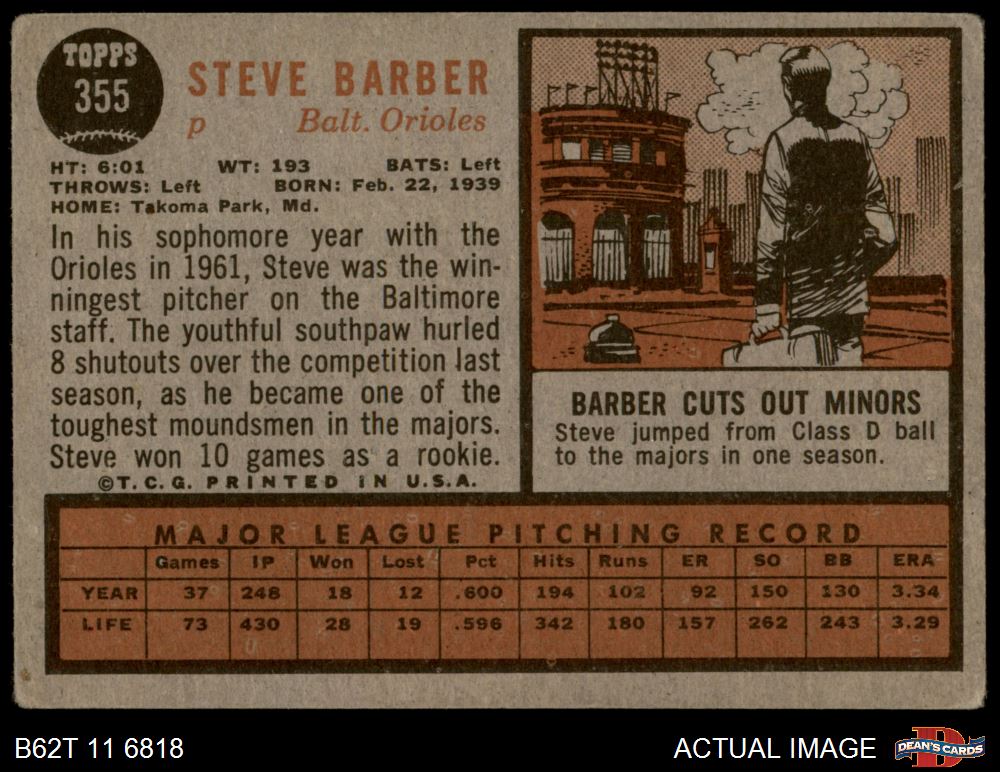 TOPPS
355
STEVE BARBER
p Balt. Orioles
HT: 6:01 WT: 193 BATS: Left
THROWS: Left BORN: Feb. 22, 1939
HOME: Takoma Park, Md.
In his sophomore year with the
Orioles in 1961, Steve was the win-
ningest pitcher on the Baltimore
staff. The youthful southpaw hurled
8 shutouts over the competition last
season, as he became one of the
toughest moundsmen in the majors.
Steve won 10 games as a rookie.
©T.C.G. PRINTED IN U.S.A.
BARBER CUTS OUT MINORS
Steve jumped from Class D ball
to the majors in one season.
MAJOR LEAGUE PITCHING RECORD
Games IP Won Lost Pct Hits Runs ER SO BB ERA
YEAR 37 248 18 12 .600 194 102 92 150 130 3.34
LIFE 73 430 28 19 .596 342 180 157 262 243 3.29
B62T 11 6818
ACTUAL IMAGE
D
DEAN'S CARDS